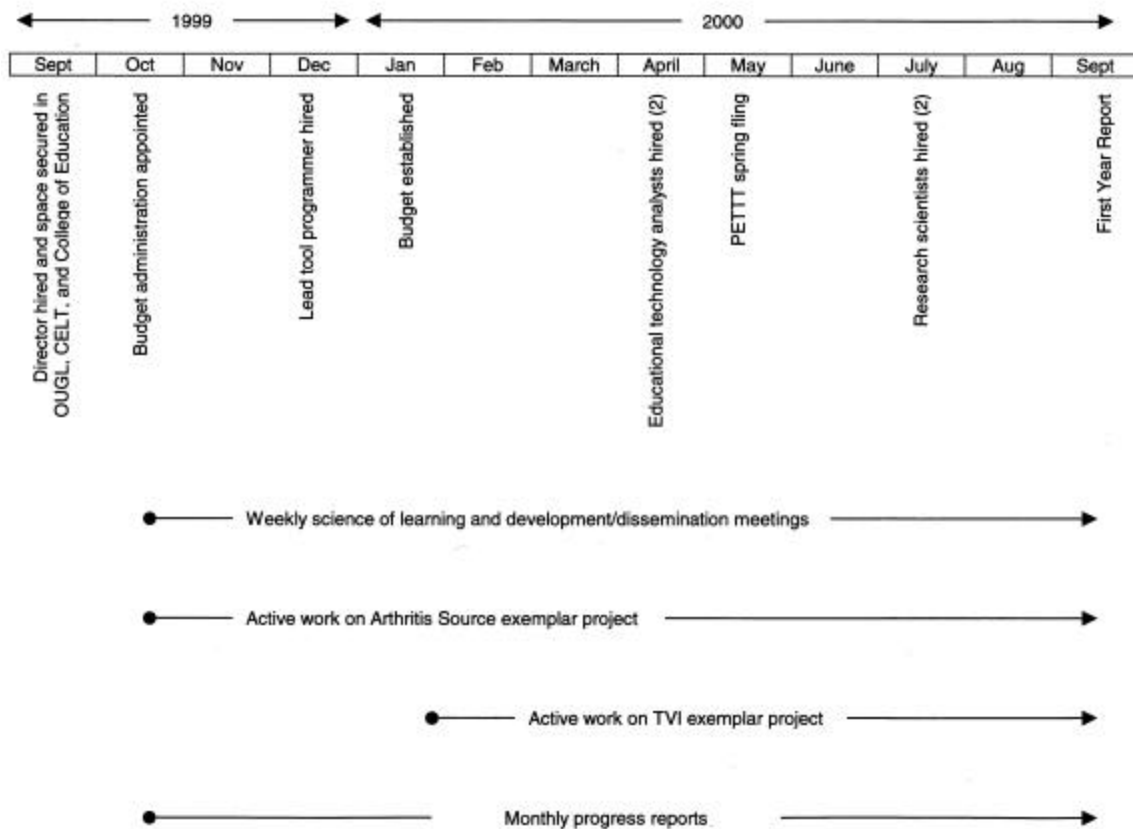 1999
2000
Sept Oct Nov Dec Jan Feb March April May June July Aug Sept
Director hired and space secured in
OUGL, CELT, and College of Education
Budget administration appointed
Lead tool programmer hired
Budget established
Educational technology analysts hired (2)
PETTT spring fling
Research scientists hired (2)
First Year Report
Weekly science of learning and development/dissemination meetings
Active work on Arthritis Source exemplar project
Active work on TVI exemplar project
Monthly progress reports